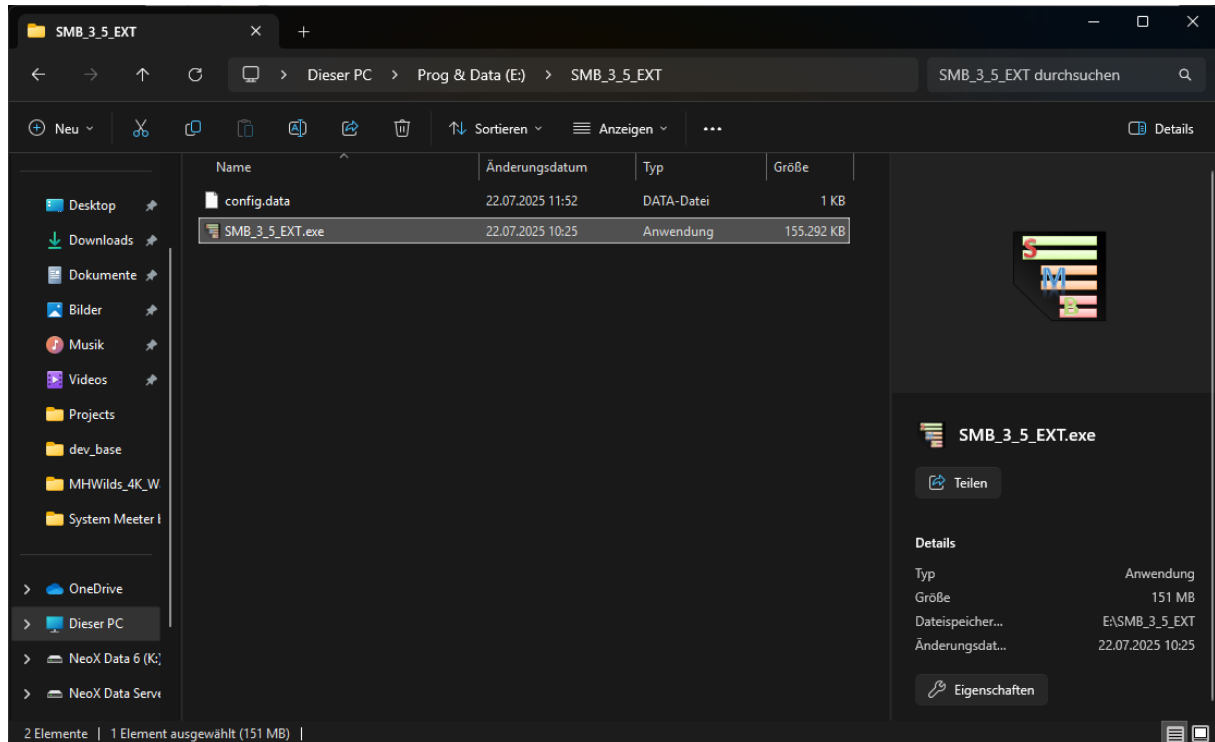 SMB_3_5_EXT
Dieser PC > Prog & Data (E:) > SMB_3_5_EXT
SMB_3_5_EXT durchsuchen
Neu
Sortieren
Anzeigen
Details
Name Änderungsdatum Typ Größe
config.data 22.07.2025 11:52 DATA-Datei 1 KB
SMB_3_5_EXT.exe 22.07.2025 10:25 Anwendung 155.292 KB
Desktop
Downloads
Dokumente
Bilder
Musik
Videos
Projects
dev_base
MHWilds_4K_W
System Meeter
OneDrive
Dieser PC
NeoX Data 6 (K:)
NeoX Data Serve
SMB
SMB_3_5_EXT.exe
Teilen
Details
Typ Anwendung
Größe 151 MB
Dateispeicher... E:\SMB_3_5_EXT
Änderungsdat... 22.07.2025 10:25
Eigenschaften
2 Elemente | 1 Element ausgewählt (151 MB) |